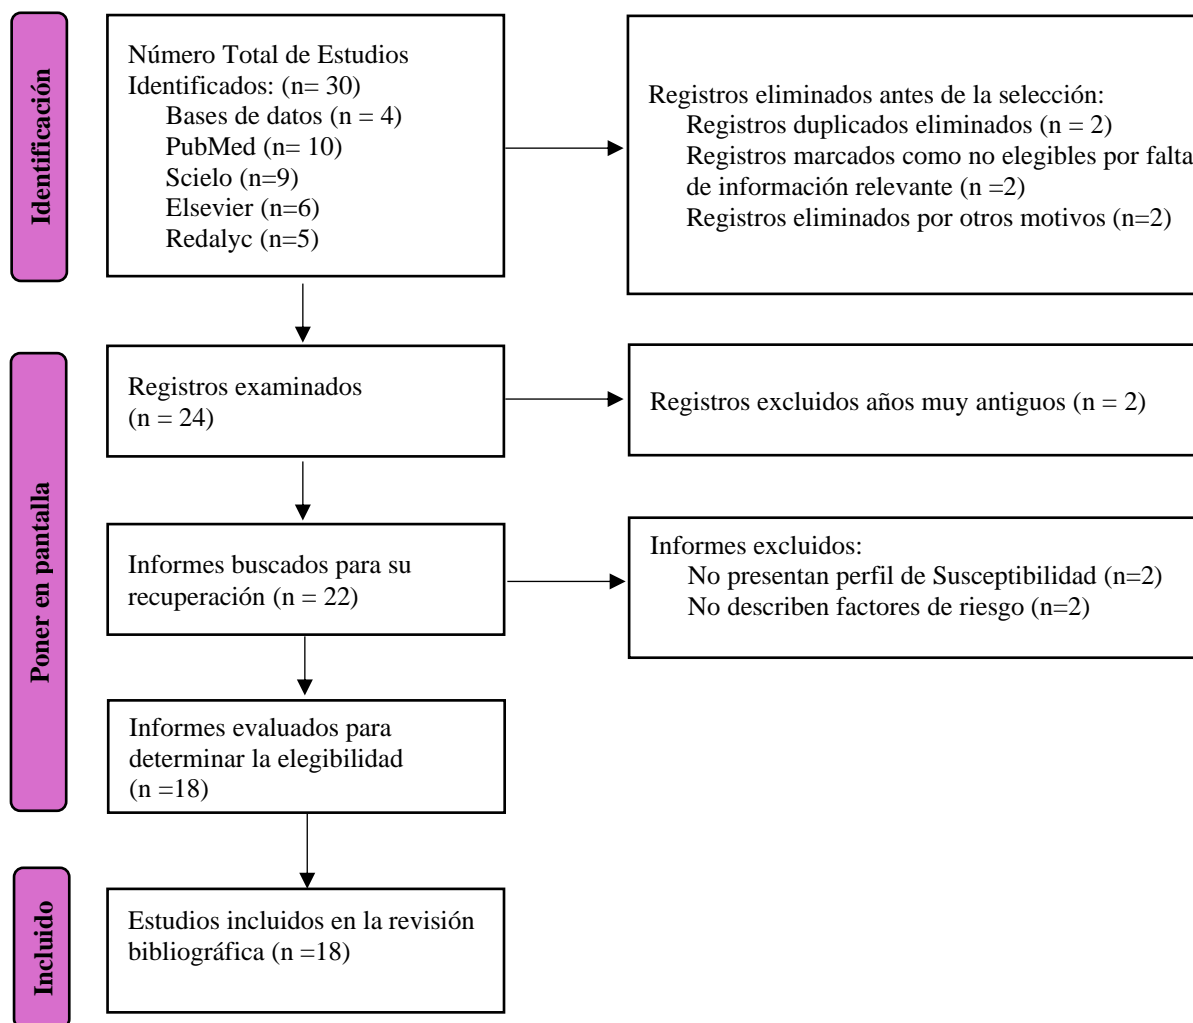 Identificación
Número Total de Estudios
Identificados: (n= 30)
Bases de datos (n = 4)
PubMed (n= 10)
Scielo (n=9)
Elsevier (n=6)
Redalyc (n=5)
Registros eliminados antes de la selección:
Registros duplicados eliminados (n = 2)
Registros marcados como no elegibles por falta
de información relevante (n =2)
Registros eliminados por otros motivos (n=2)
Poner en pantalla
Registros examinados
(n = 24)
Registros excluidos años muy antiguos (n = 2)
Informes buscados para su
recuperación (n = 22)
Informes excluidos:
No presentan perfil de Susceptibilidad (n=2)
No describen factores de riesgo (n=2)
Informes evaluados para
determinar la elegibilidad
(n =18)
Incluido
Estudios incluidos en la revisión
bibliográfica (n =18)